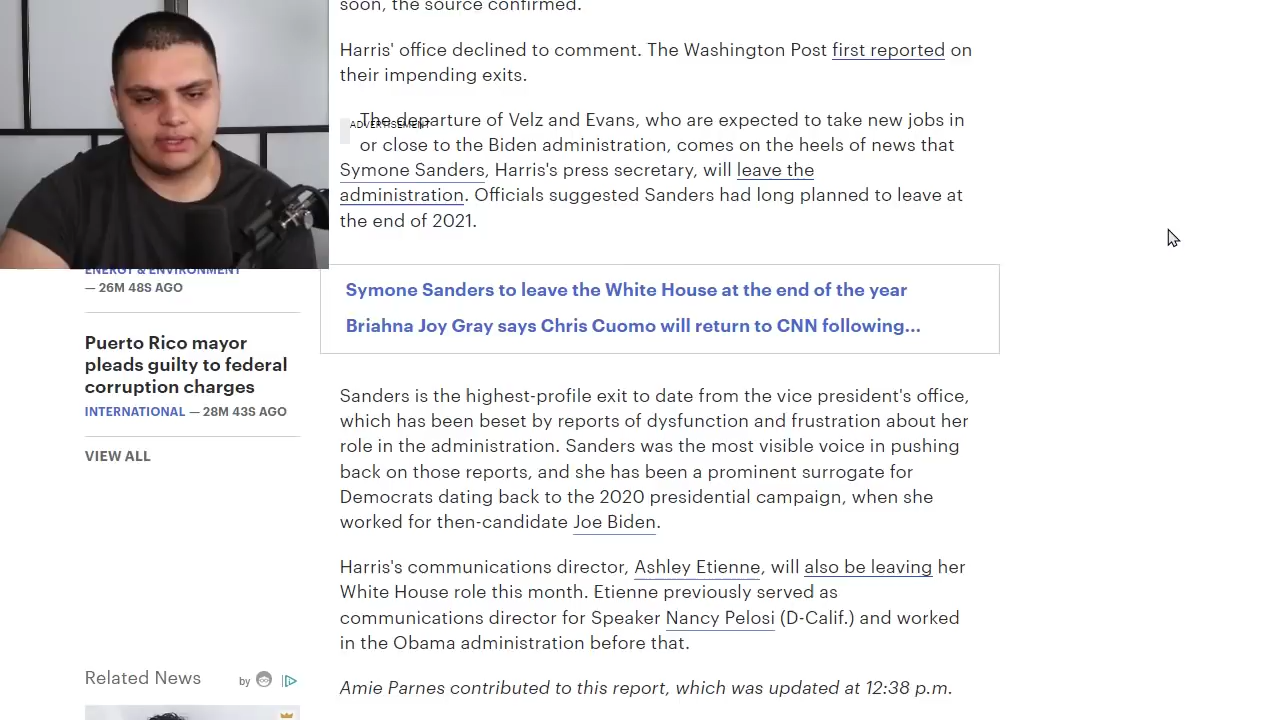 soon, the source confirmed.
Harris' office declined to comment. The Washington Post first reported on
their impending exits.
ADVERTISEMENT
The departure of Velz and Evans, who are expected to take new jobs in
or close to the Biden administration, comes on the heels of news that
Symone Sanders, Harris's press secretary, will leave the
administration. Officials suggested Sanders had long planned to leave at
the end of 2021.
ENERGY & ENVIRONMENT
— 26M 48S AGO
Puerto Rico mayor
pleads guilty to federal
corruption charges
INTERNATIONAL — 28M 43S AGO
VIEW ALL
Symone Sanders to leave the White House at the end of the year
Briahna Joy Gray says Chris Cuomo will return to CNN following...
Sanders is the highest-profile exit to date from the vice president's office,
which has been beset by reports of dysfunction and frustration about her
role in the administration. Sanders was the most visible voice in pushing
back on those reports, and she has been a prominent surrogate for
Democrats dating back to the 2020 presidential campaign, when she
worked for then-candidate Joe Biden.
Harris's communications director, Ashley Etienne, will also be leaving her
White House role this month. Etienne previously served as
communications director for Speaker Nancy Pelosi (D-Calif.) and worked
in the Obama administration before that.
Related News
by
Amie Parnes contributed to this report, which was updated at 12:38 p.m.